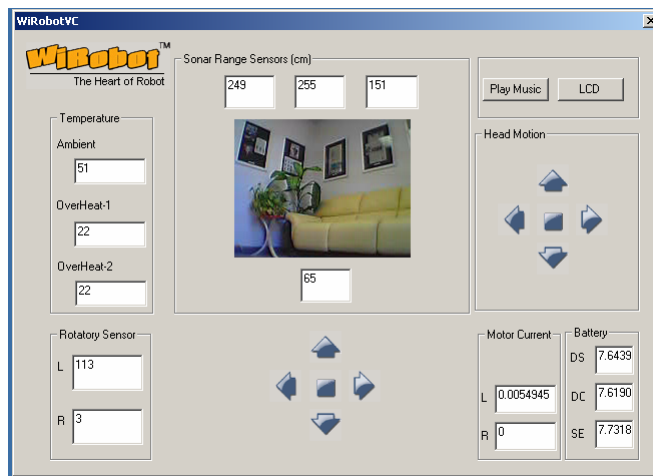 WiRobotVC
WiRobot™
The Heart of Robot
Sonar Range Sensors (cm)
249 255 151
65
Play Music LCD
Head Motion
Temperature
Ambient
51
OverHeat-1
22
OverHeat-2
22
Rotatory Sensor
L 113
R 3
Motor Current
L 0.0054945
R 0
Battery
DS 7.6439
DC 7.6190
SE 7.7318